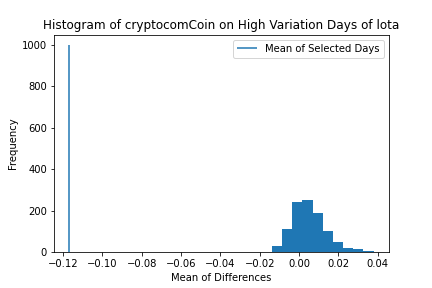 Histogram of cryptocomCoin on High Variation Days of Iota
Mean of Selected Days
Frequency
1000
800
600
400
200
0
−0.12 −0.10 −0.08 −0.06 −0.04 −0.02 0.00 0.02 0.04
Mean of Differences